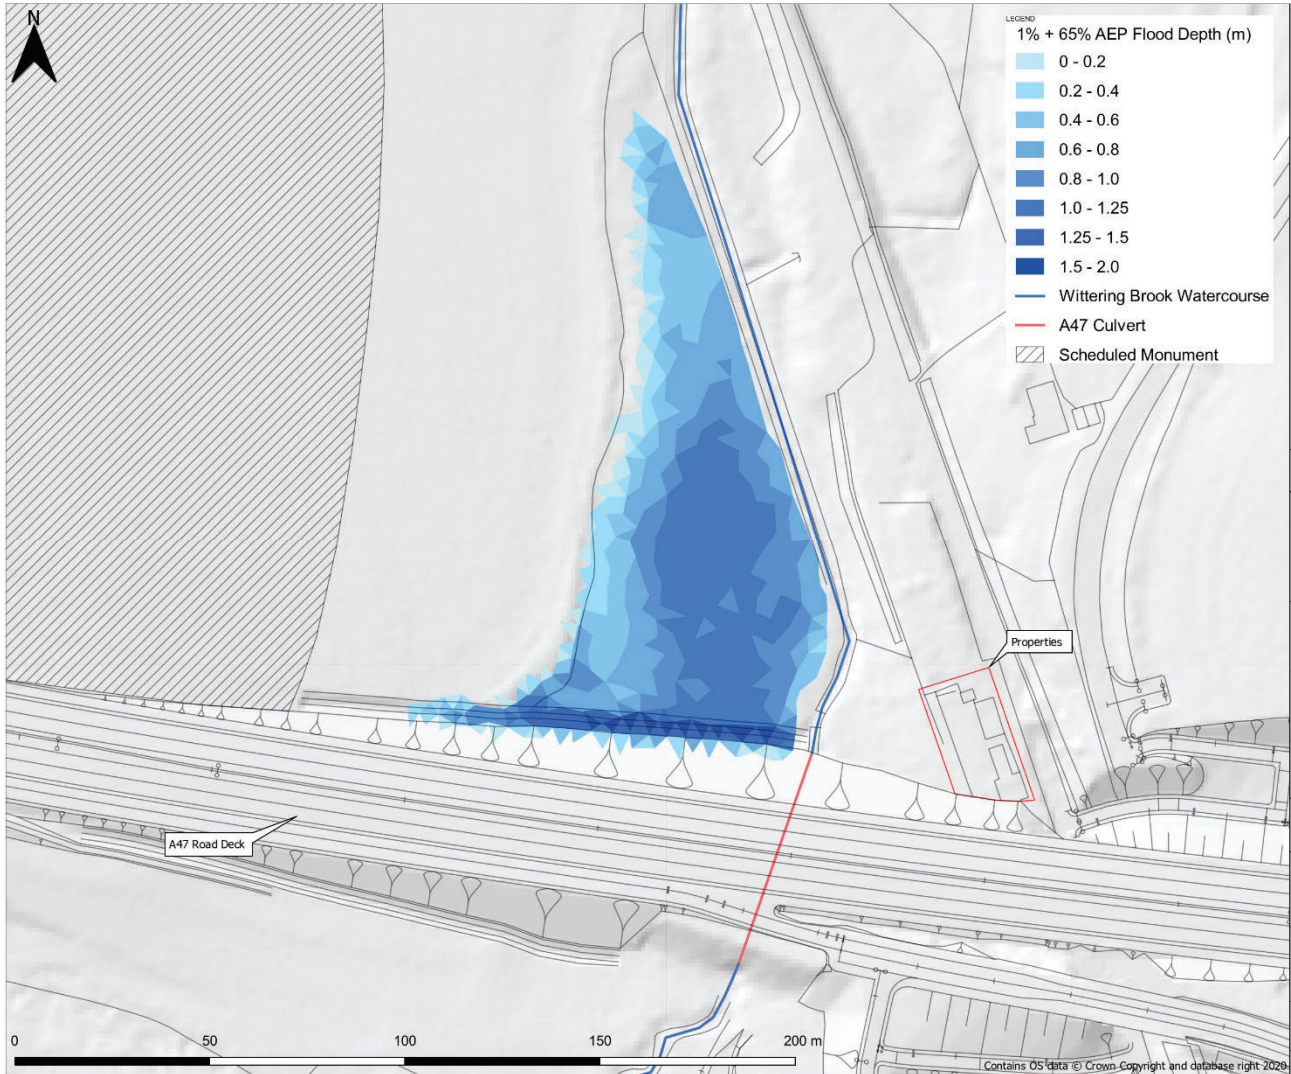 N
LEGEND
1% + 65% AEP Flood Depth (m)
0 - 0.2
0.2 - 0.4
0.4 - 0.6
0.6 - 0.8
0.8 - 1.0
1.0 - 1.25
1.25 - 1.5
1.5 - 2.0
Wittering Brook Watercourse
A47 Culvert
Scheduled Monument
Properties
A47 Road Deck
0 50 100 150 200 m
Contains OS data © Crown Copyright and database right 2020